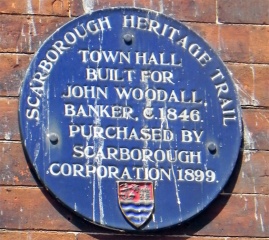 SCARBOROUGH HERITAGE TRAIL
TOWN HALL
BUILT FOR
JOHN WOODALL,
BANKER, C.1846.
PURCHASED BY
SCARBOROUGH
CORPORATION 1899.